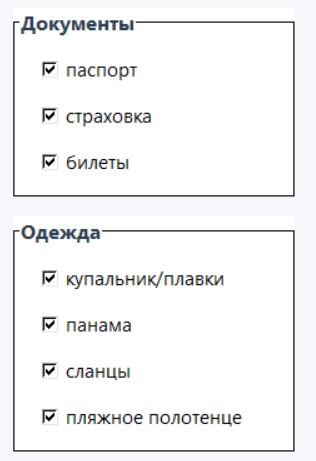 Документы
паспорт
страховка
билеты
Одежда
купальник/плавки
панама
сланцы
пляжное полотенце